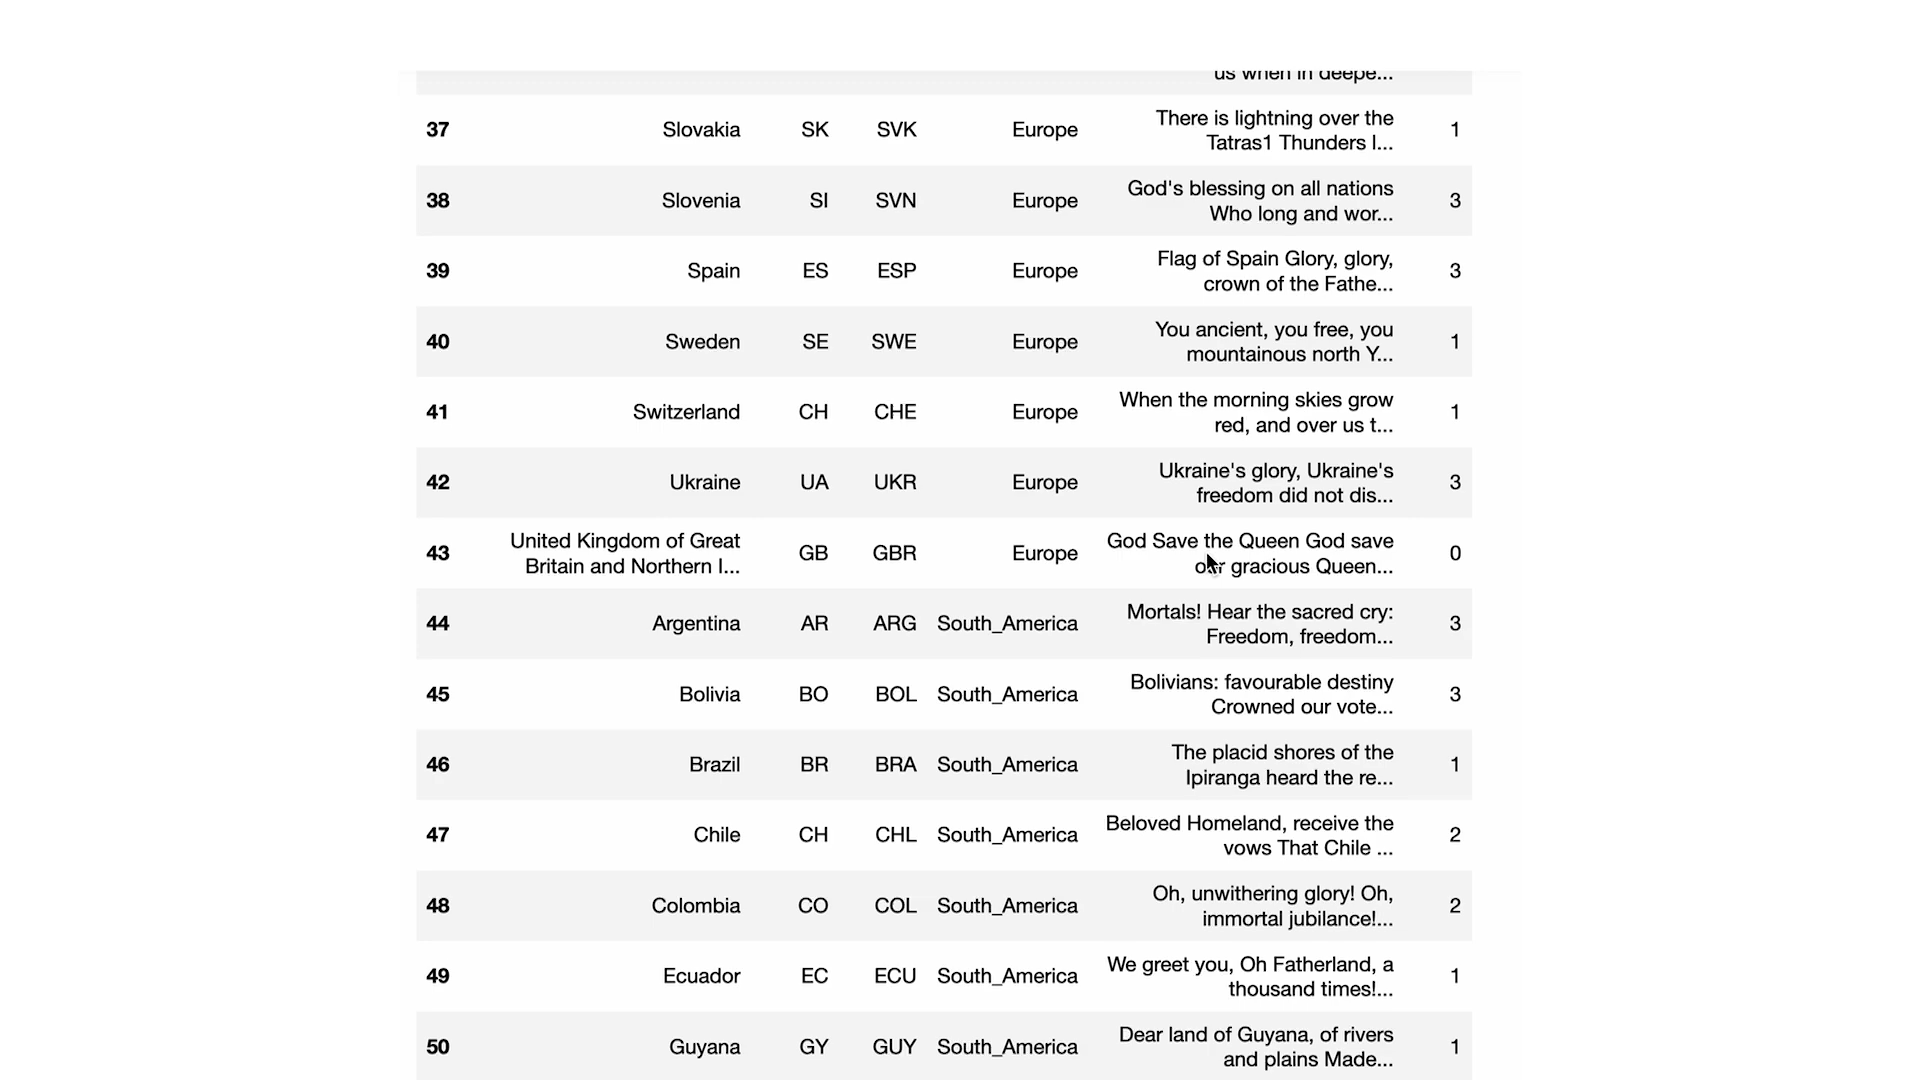 us when in deepe...
37 Slovakia SK SVK Europe There is lightning over the
Tatras1 Thunders l... 1
38 Slovenia SI SVN Europe God's blessing on all nations
Who long and wor... 3
39 Spain ES ESP Europe Flag of Spain Glory, glory,
crown of the Fathe... 3
40 Sweden SE SWE Europe You ancient, you free, you
mountainous north Y... 1
41 Switzerland CH CHE Europe When the morning skies grow
red, and over us t... 1
42 Ukraine UA UKR Europe Ukraine's glory, Ukraine's
freedom did not dis... 3
43 United Kingdom of Great
Britain and Northern I... GB GBR Europe God Save the Queen God save
our gracious Queen... 0
44 Argentina AR ARG South_America Mortals! Hear the sacred cry:
Freedom, freedom... 3
45 Bolivia BO BOL South_America Bolivians: favourable destiny
Crowned our vote... 3
46 Brazil BR BRA South_America The placid shores of the
Ipiranga heard the re... 1
47 Chile CH CHL South_America Beloved Homeland, receive the
vows That Chile ... 2
48 Colombia CO COL South_America Oh, unwithering glory! Oh,
immortal jubilance!... 2
49 Ecuador EC ECU South_America We greet you, Oh Fatherland, a
thousand times!... 1
50 Guyana GY GUY South_America Dear land of Guyana, of rivers
and plains Made... 1